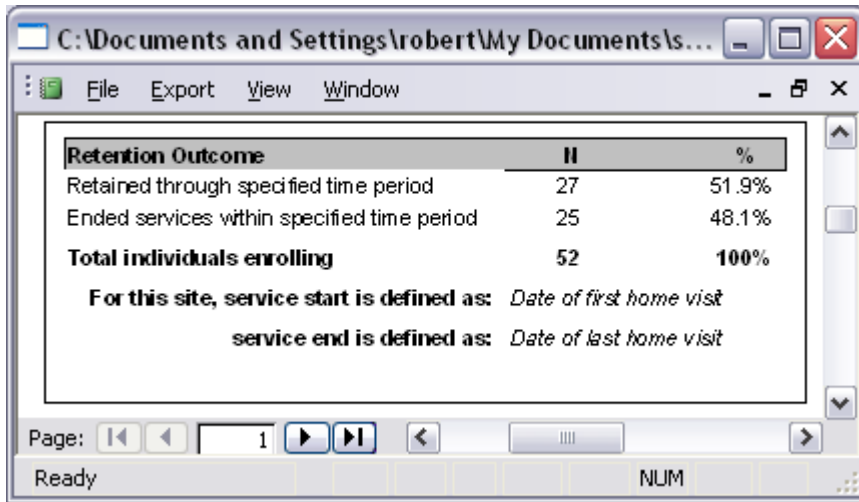 C:\Documents and Settings\robert\My Documents\s...
File Export View Window
Retention Outcome N %
Retained through specified time period 27 51.9%
Ended services within specified time period 25 48.1%
Total individuals enrolling 52 100%
For this site, service start is defined as: Date of first home visit
service end is defined as: Date of last home visit
Page: 1
Ready NUM